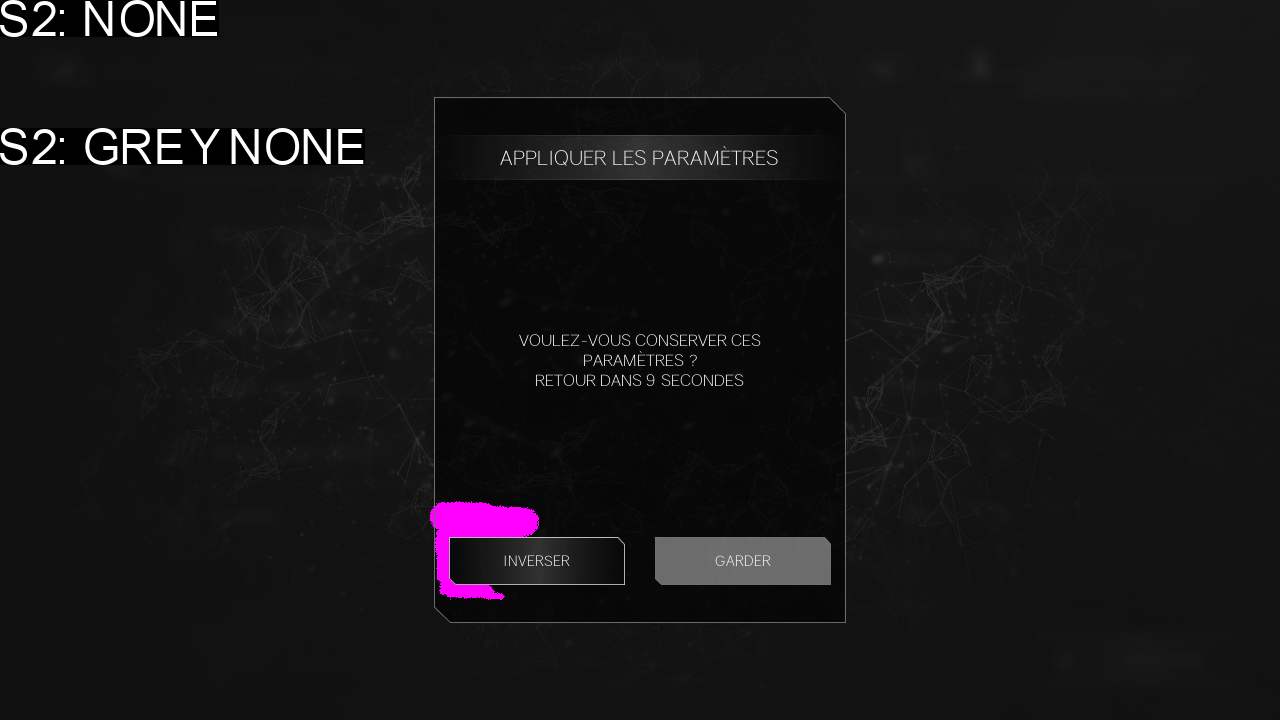 S2: NONE
S2: GREY NONE
APPLIQUER LES PARAMÈTRES
VOULEZ-VOUS CONSERVER CES
PARAMÈTRES ?
RETOUR DANS 9 SECONDES
INVERSER
GARDER